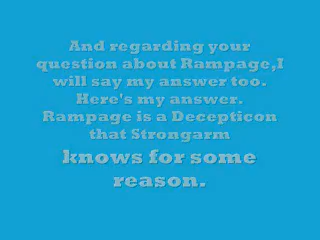 And regarding your
question about Rampage,I
will say my answer too.
Here's my answer.
Rampage is a Decepticon
that Strongarm
knows for some
reason.